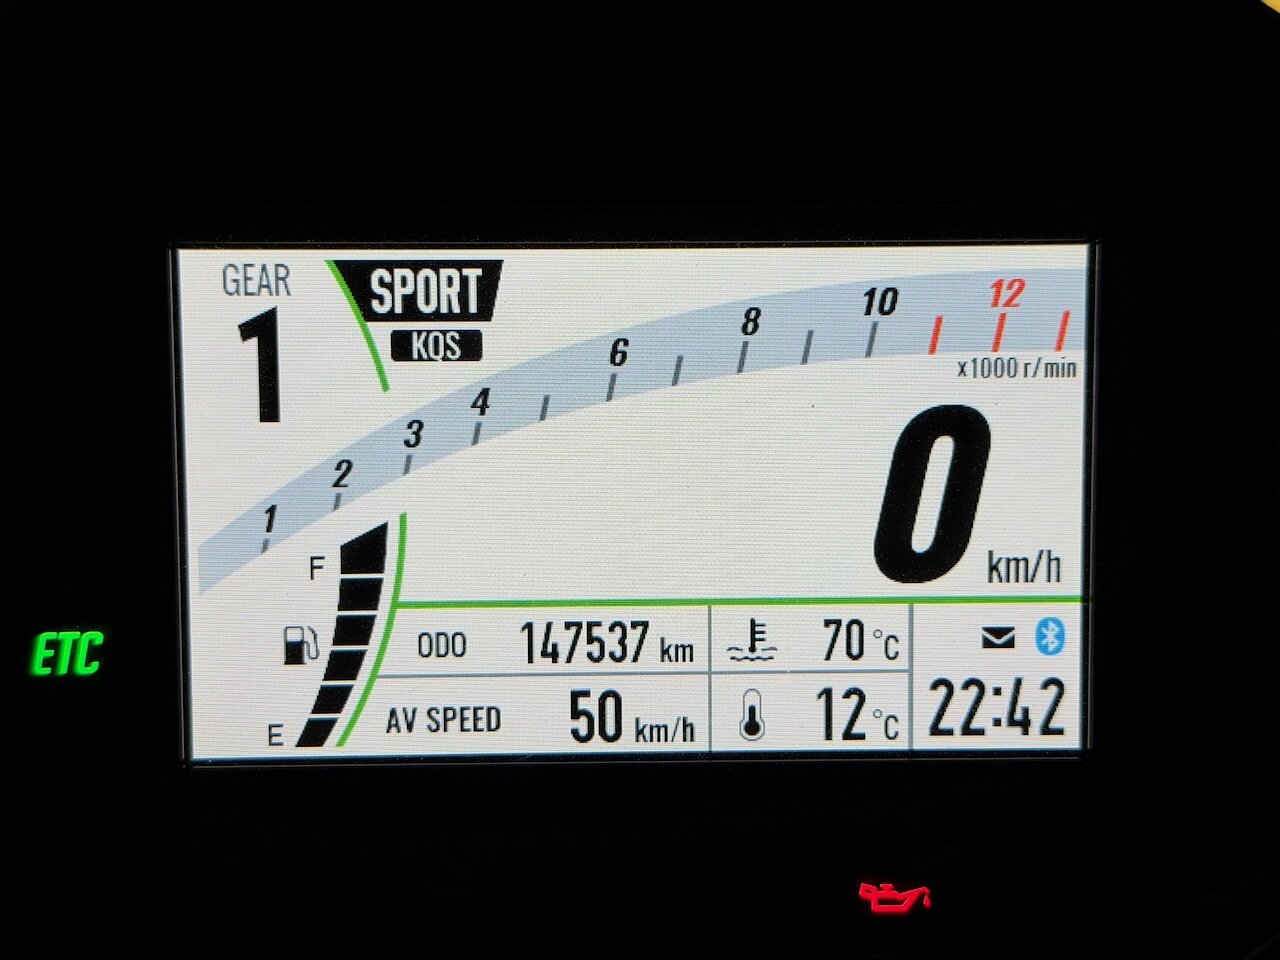 GEAR
1
SPORT
KQS
1 2 3 4 6 8 10 12
x1000 r/min
0 km/h
F
E
ETC
ODO 147537 km
70 °C
AV SPEED 50 km/h
12 °C
22:42